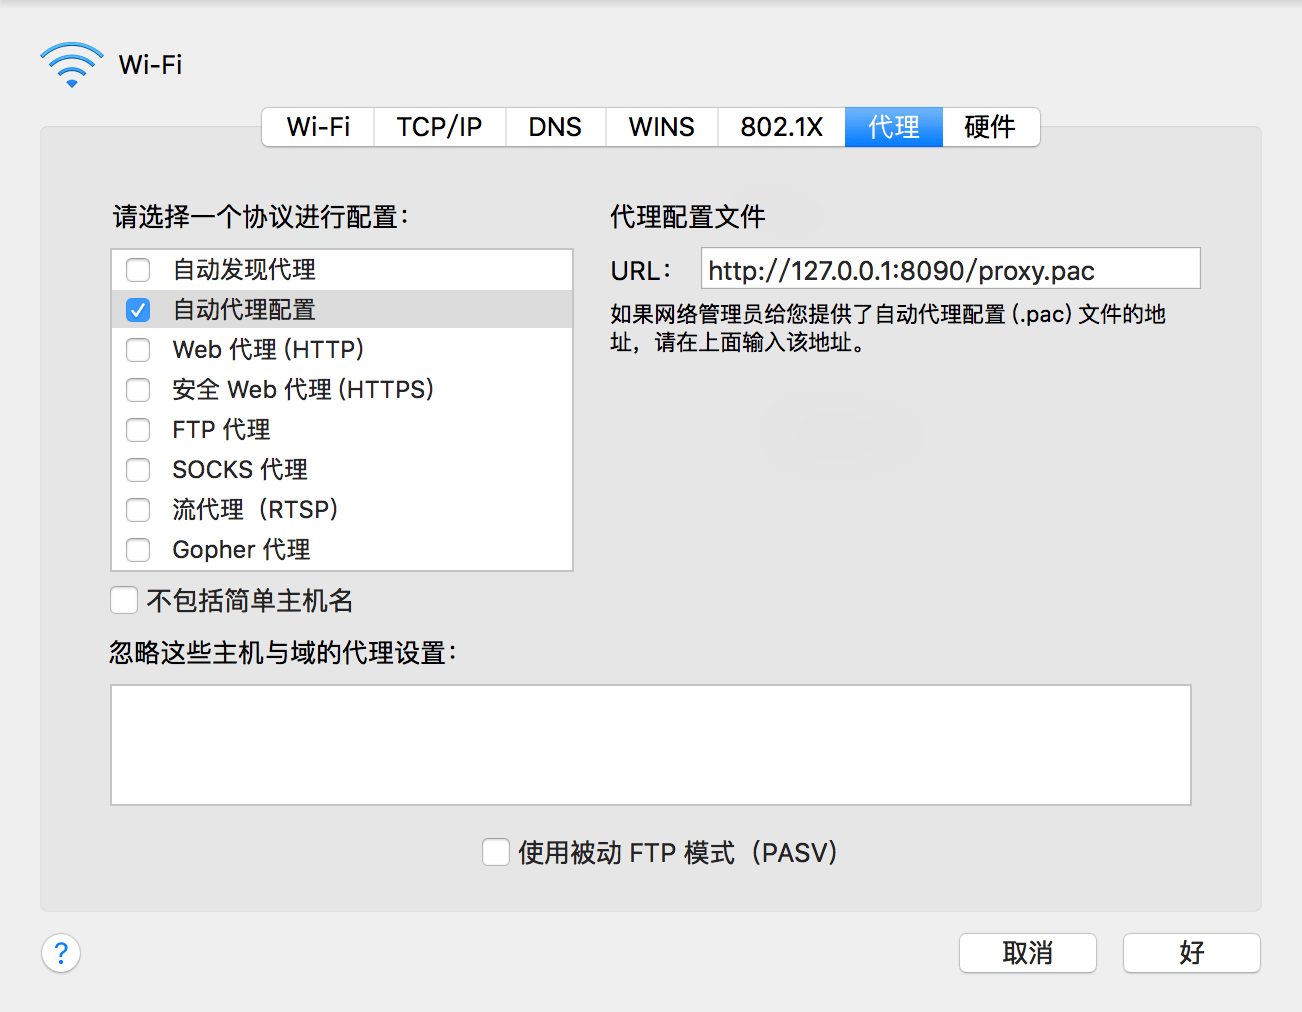 Wi-Fi
Wi-Fi TCP/IP DNS WINS 802.1X 代理 硬件
请选择一个协议进行配置：
自动发现代理
自动代理配置
Web 代理 (HTTP)
安全 Web 代理 (HTTPS)
FTP 代理
SOCKS 代理
流代理（RTSP）
Gopher 代理
代理配置文件
URL： http://127.0.0.1:8090/proxy.pac
如果网络管理员给您提供了自动代理配置 (.pac) 文件的地
址，请在上面输入该地址。
不包括简单主机名
忽略这些主机与域的代理设置：
使用被动 FTP 模式（PASV）
?
取消 好